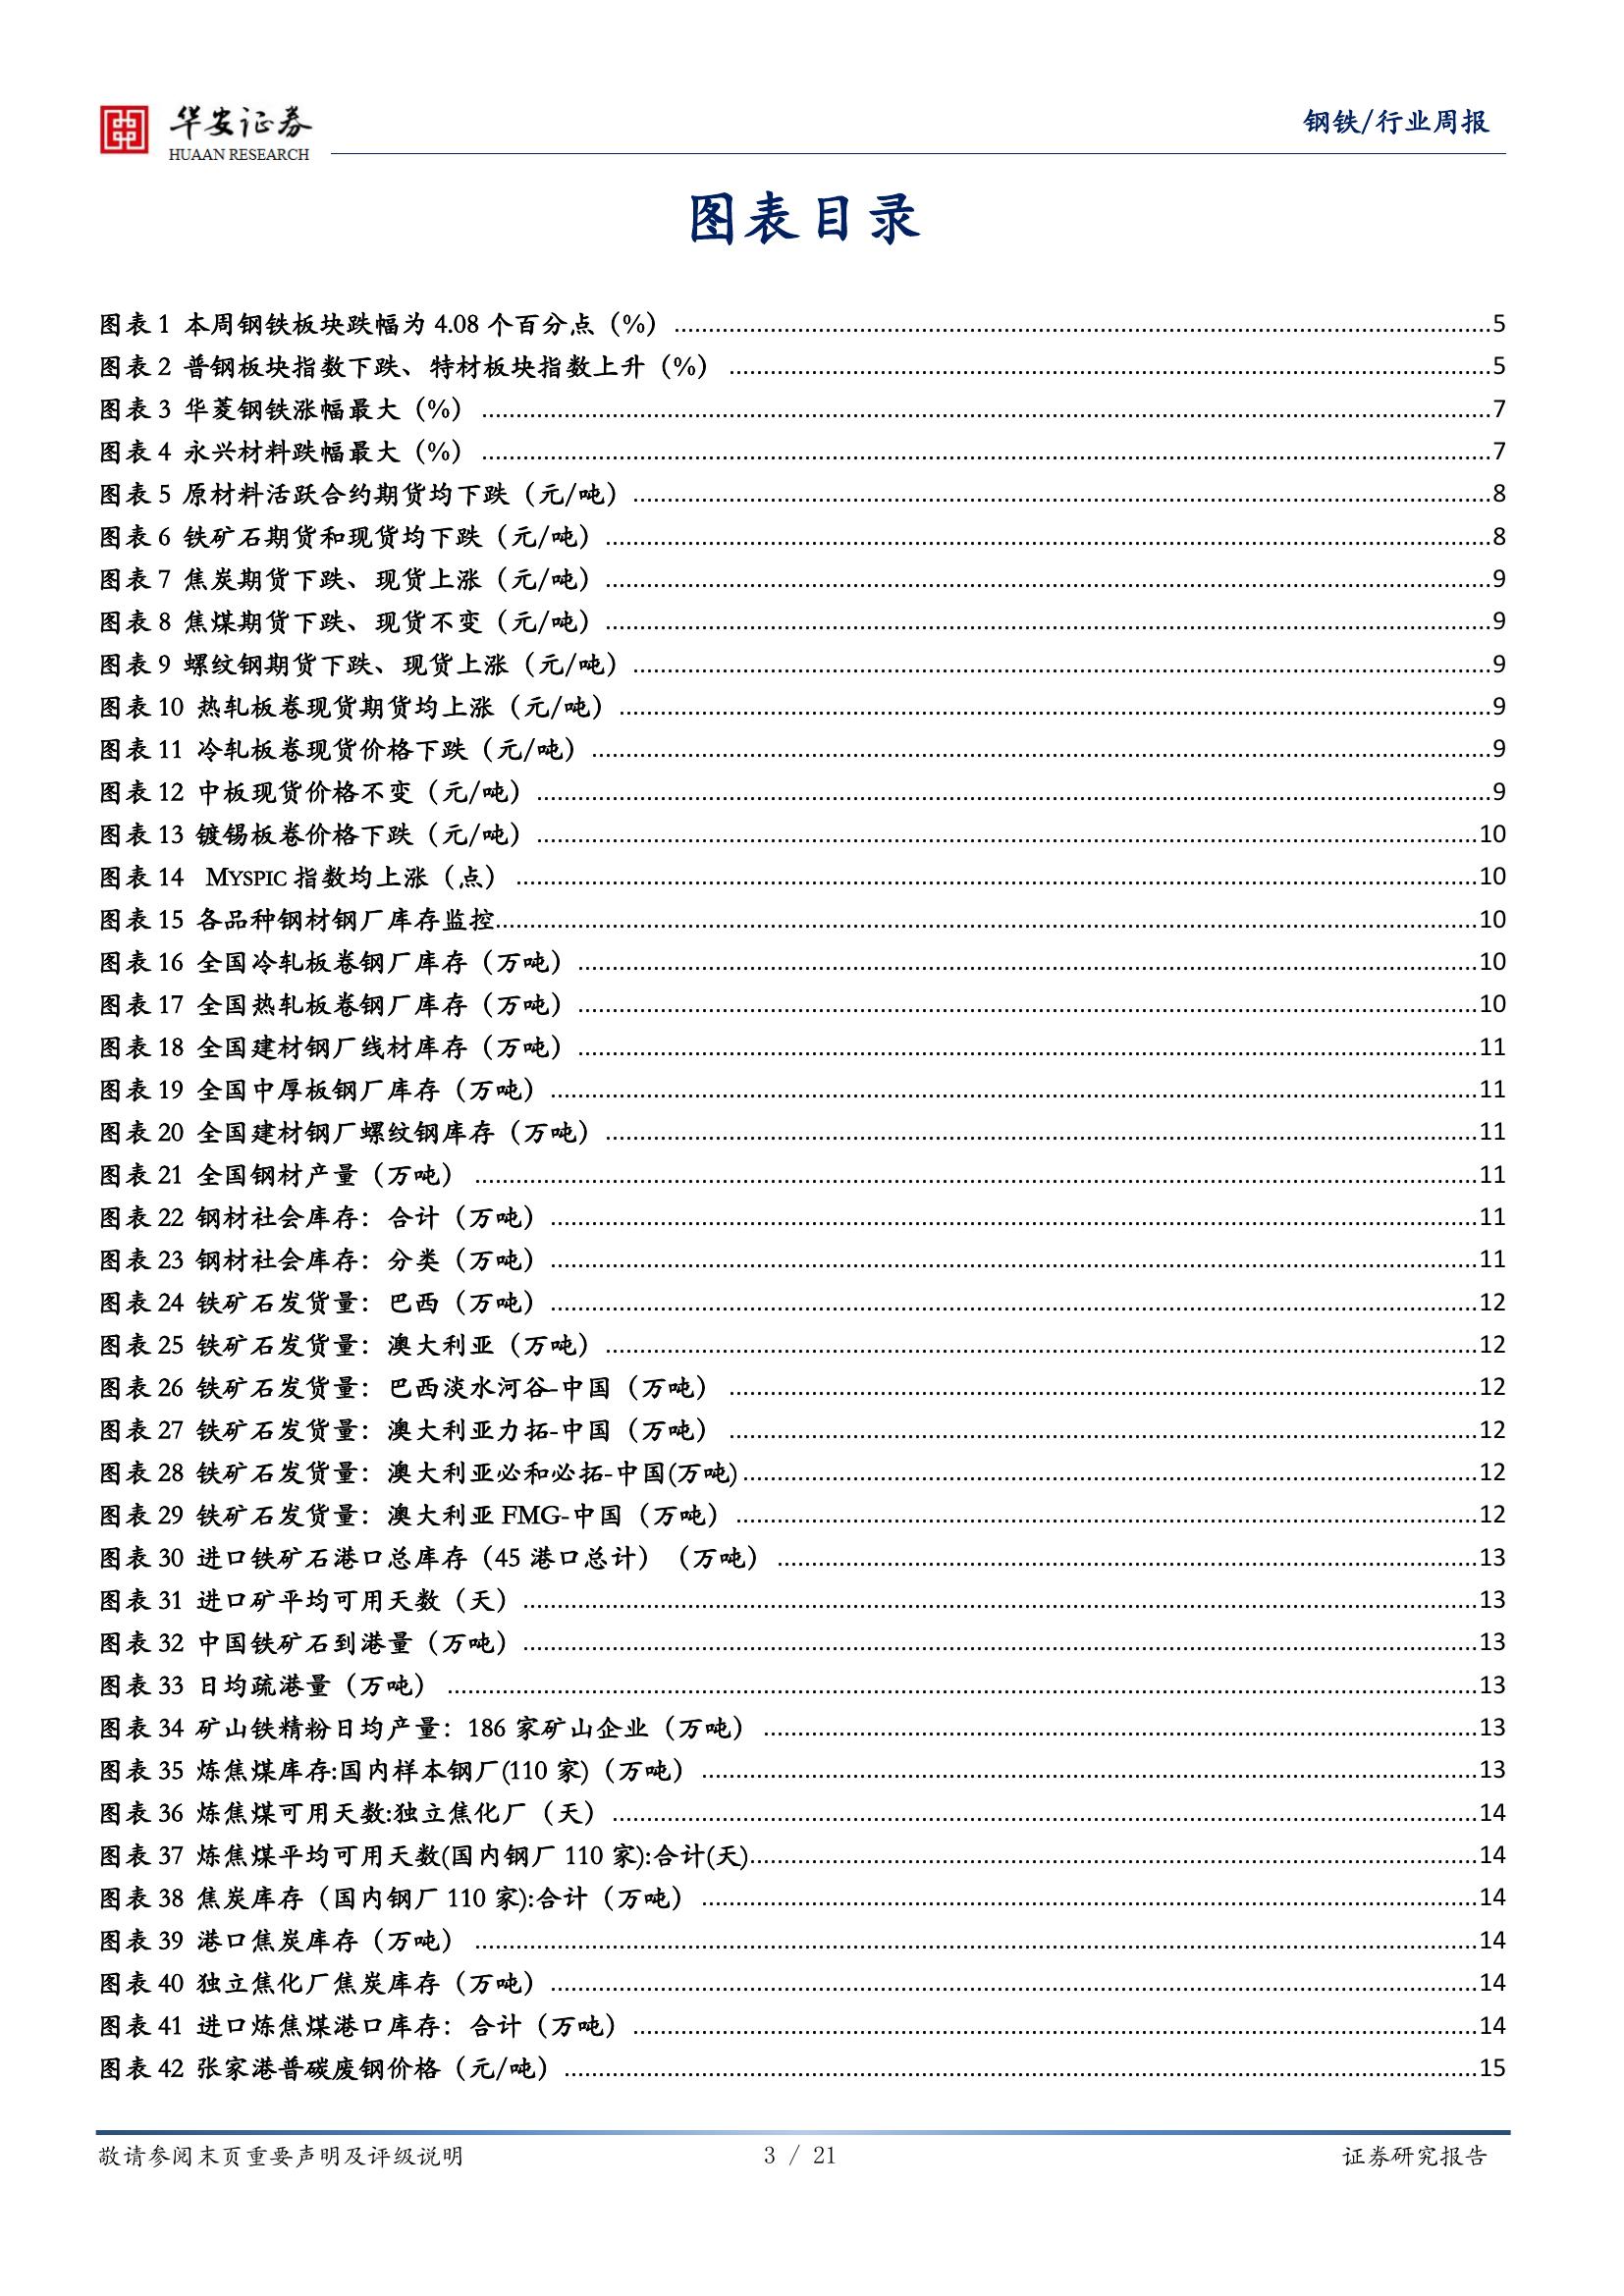 华安证券
HUAAN RESEARCH
钢铁/行业周报
图表目录
图表 1 本周钢铁板块跌幅为 4.08 个百分点（%）...5
图表 2 普钢板块指数下跌、特材板块指数上升（%）...5
图表 3 华菱钢铁涨幅最大（%）...7
图表 4 永兴材料跌幅最大（%）...7
图表 5 原材料活跃合约期货均下跌（元/吨）...8
图表 6 铁矿石期货和现货均下跌（元/吨）...8
图表 7 焦炭期货下跌、现货上涨（元/吨）...9
图表 8 焦煤期货下跌、现货不变（元/吨）...9
图表 9 螺纹钢期货下跌、现货上涨（元/吨）...9
图表 10 热轧板卷现货期货均上涨（元/吨）...9
图表 11 冷轧板卷现货价格下跌（元/吨）...9
图表 12 中板现货价格不变（元/吨）...9
图表 13 镀锡板卷价格下跌（元/吨）...10
图表 14 MYSPIC 指数均上涨（点）...10
图表 15 各品种钢材钢厂库存监控...10
图表 16 全国冷轧板卷钢厂库存（万吨）...10
图表 17 全国热轧板卷钢厂库存（万吨）...10
图表 18 全国建材钢厂线材库存（万吨）...11
图表 19 全国中厚板钢厂库存（万吨）...11
图表 20 全国建材钢厂螺纹钢库存（万吨）...11
图表 21 全国钢材产量（万吨）...11
图表 22 钢材社会库存：合计（万吨）...11
图表 23 钢材社会库存：分类（万吨）...11
图表 24 铁矿石发货量：巴西（万吨）...12
图表 25 铁矿石发货量：澳大利亚（万吨）...12
图表 26 铁矿石发货量：巴西淡水河谷-中国（万吨）...12
图表 27 铁矿石发货量：澳大利亚力拓-中国（万吨）...12
图表 28 铁矿石发货量：澳大利亚必和必拓-中国(万吨)...12
图表 29 铁矿石发货量：澳大利亚 FMG-中国（万吨）...12
图表 30 进口铁矿石港口总库存（45 港口总计）（万吨）...13
图表 31 进口矿平均可用天数（天）...13
图表 32 中国铁矿石到港量（万吨）...13
图表 33 日均疏港量（万吨）...13
图表 34 矿山铁精粉日均产量：186 家矿山企业（万吨）...13
图表 35 炼焦煤库存:国内样本钢厂(110 家)（万吨）...13
图表 36 炼焦煤可用天数:独立焦化厂（天）...14
图表 37 炼焦煤平均可用天数(国内钢厂 110 家):合计(天)...14
图表 38 焦炭库存（国内钢厂 110 家):合计（万吨）...14
图表 39 港口焦炭库存（万吨）...14
图表 40 独立焦化厂焦炭库存（万吨）...14
图表 41 进口炼焦煤港口库存：合计（万吨）...14
图表 42 张家港普碳废钢价格（元/吨）...15
敬请参阅末页重要声明及评级说明
3 / 21
证券研究报告